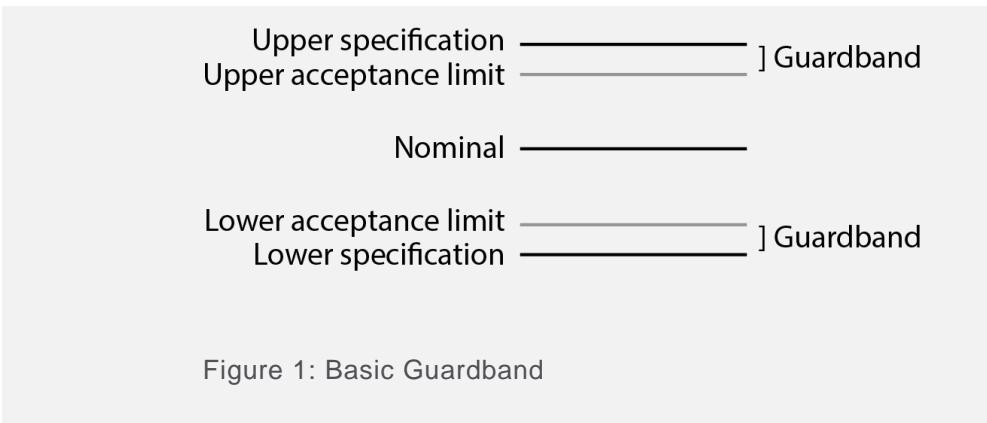 Upper specification
] Guardband
Upper acceptance limit
Nominal
Lower acceptance limit
] Guardband
Lower specification
Figure 1: Basic Guardband